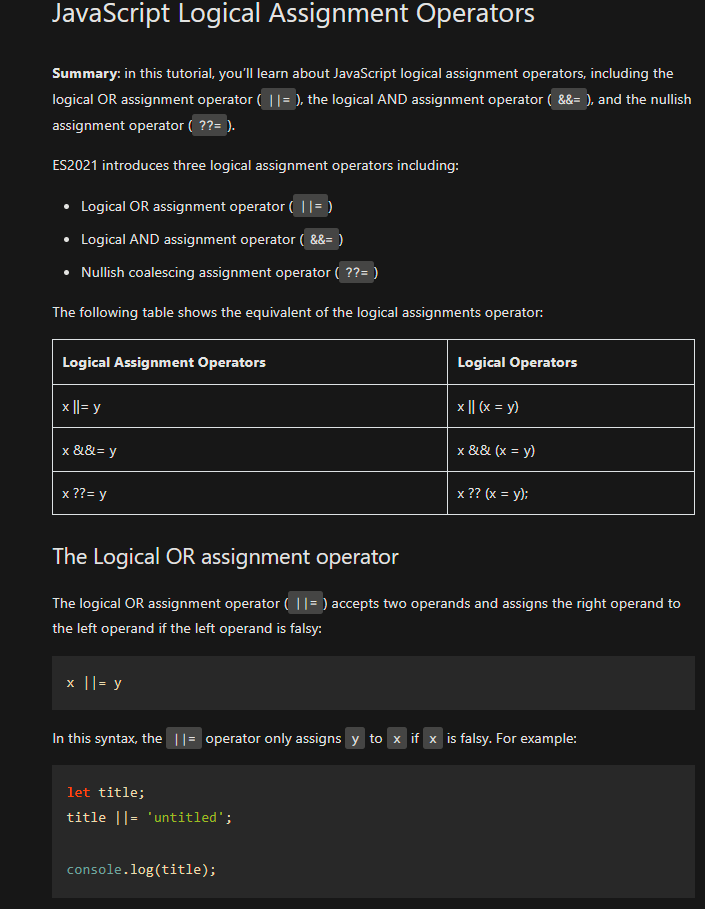 JavaScript Logical Assignment Operators
Summary: in this tutorial, you'll learn about JavaScript logical assignment operators, including the
logical OR assignment operator ( ||= ), the logical AND assignment operator ( &&= ), and the nullish
assignment operator ( ??= ).
ES2021 introduces three logical assignment operators including:
• Logical OR assignment operator ( ||= )
• Logical AND assignment operator ( &&= )
• Nullish coalescing assignment operator ( ??= )
The following table shows the equivalent of the logical assignments operator:
Logical Assignment Operators Logical Operators
x ||= y x || (x = y)
x &&= y x && (x = y)
x ??= y x ?? (x = y);
The Logical OR assignment operator
The logical OR assignment operator ( ||= ) accepts two operands and assigns the right operand to
the left operand if the left operand is falsy:
x ||= y
In this syntax, the ||= operator only assigns y to x if x is falsy. For example:
let title;
title ||= 'untitled';
console.log(title);